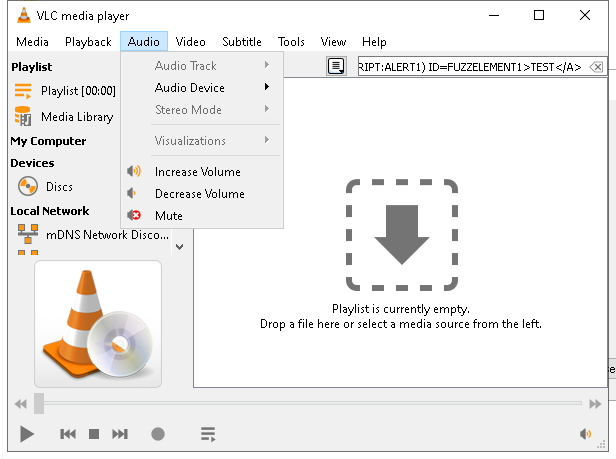 VLC media player
Media Playback Audio Video Subtitle Tools View Help
Playlist
Playlist [00:00]
Media Library
My Computer
Devices
Discs
Local Network
mDNS Network Disco...
Audio Track
Audio Device
Stereo Mode
Visualizations
Increase Volume
Decrease Volume
Mute
RIPT:ALERT1) ID=FUZZELEMENT1>TEST</A>
Playlist is currently empty.
Drop a file here or select a media source from the left.